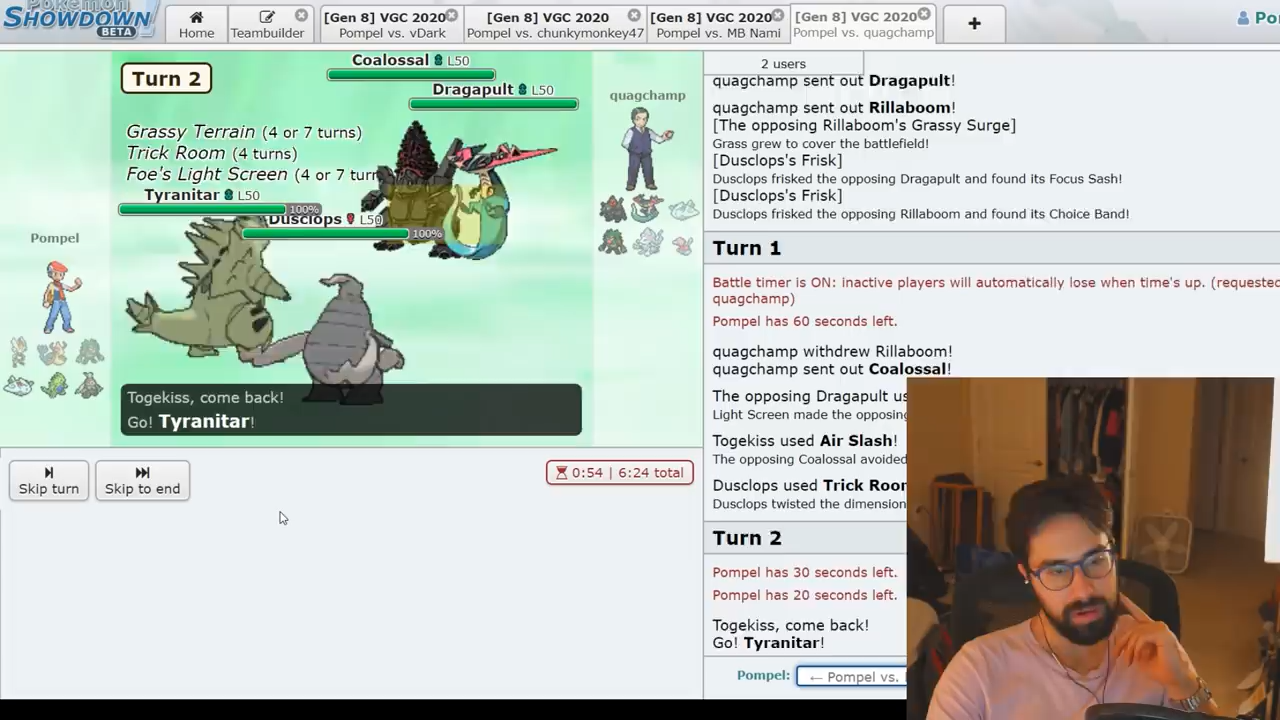 Pokémon
SHOWDOWN
BETA
Home
Teambuilder
[Gen 8] VGC 2020
Pompel vs. vDark
[Gen 8] VGC 2020
Pompel vs. chunkymonkey47
[Gen 8] VGC 2020
Pompel vs. MB Nami
[Gen 8] VGC 2020
Pompel vs. quagchamp
+
Po
Turn 2
Coalossal L50
Dragapult L50
Grassy Terrain (4 or 7 turns)
Trick Room (4 turns)
Foe's Light Screen (4 or 7 turn
Tyranitar L50
100%
Dusclops L50
100%
Pompel
quagchamp
Togekiss, come back!
Go! Tyranitar!
Skip turn
Skip to end
0:54 | 6:24 total
2 users
quagchamp sent out Dragapult!
quagchamp sent out Rillaboom!
[The opposing Rillaboom's Grassy Surge]
Grass grew to cover the battlefield!
[Dusclops's Frisk]
Dusclops frisked the opposing Dragapult and found its Focus Sash!
[Dusclops's Frisk]
Dusclops frisked the opposing Rillaboom and found its Choice Band!
Turn 1
Battle timer is ON: inactive players will automatically lose when time's up. (requested
quagchamp)
Pompel has 60 seconds left.
quagchamp withdrew Rillaboom!
quagchamp sent out Coalossal!
The opposing Dragapult us
Light Screen made the opposing
Togekiss used Air Slash!
The opposing Coalossal avoided
Dusclops used Trick Roor
Dusclops twisted the dimension
Turn 2
Pompel has 30 seconds left.
Pompel has 20 seconds left.
Togekiss, come back!
Go! Tyranitar!
Pompel:
← Pompel vs.